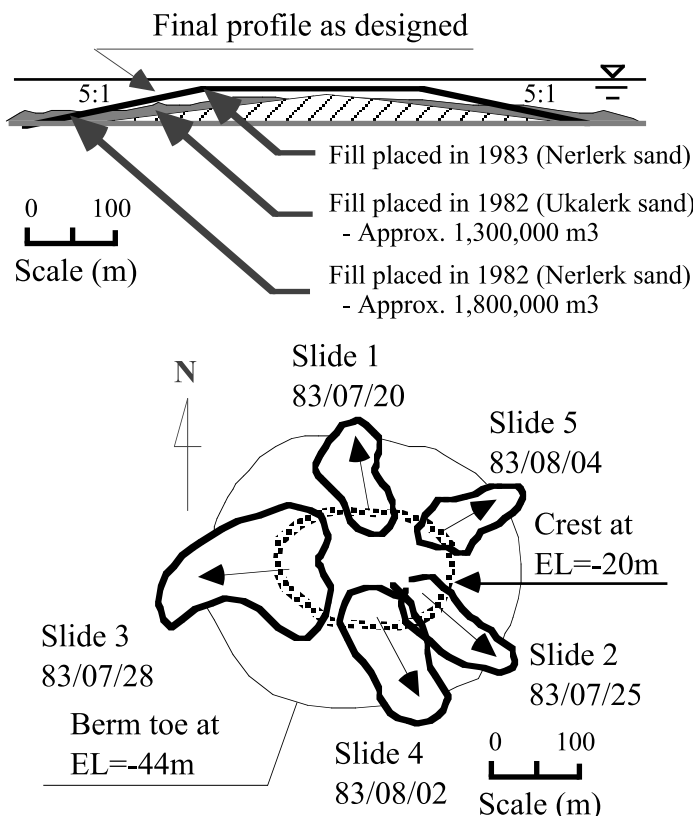 Final profile as designed
5:1
5:1
Fill placed in 1983 (Nerlerk sand)
Fill placed in 1982 (Ukalerk sand)
- Approx. 1,300,000 m3
Fill placed in 1982 (Nerlerk sand)
- Approx. 1,800,000 m3
0 100
Scale (m)
N
Slide 1
83/07/20
Slide 5
83/08/04
Crest at
EL=-20m
Slide 3
83/07/28
Slide 2
83/07/25
Berm toe at
EL=-44m
Slide 4
83/08/02
0 100
Scale (m)